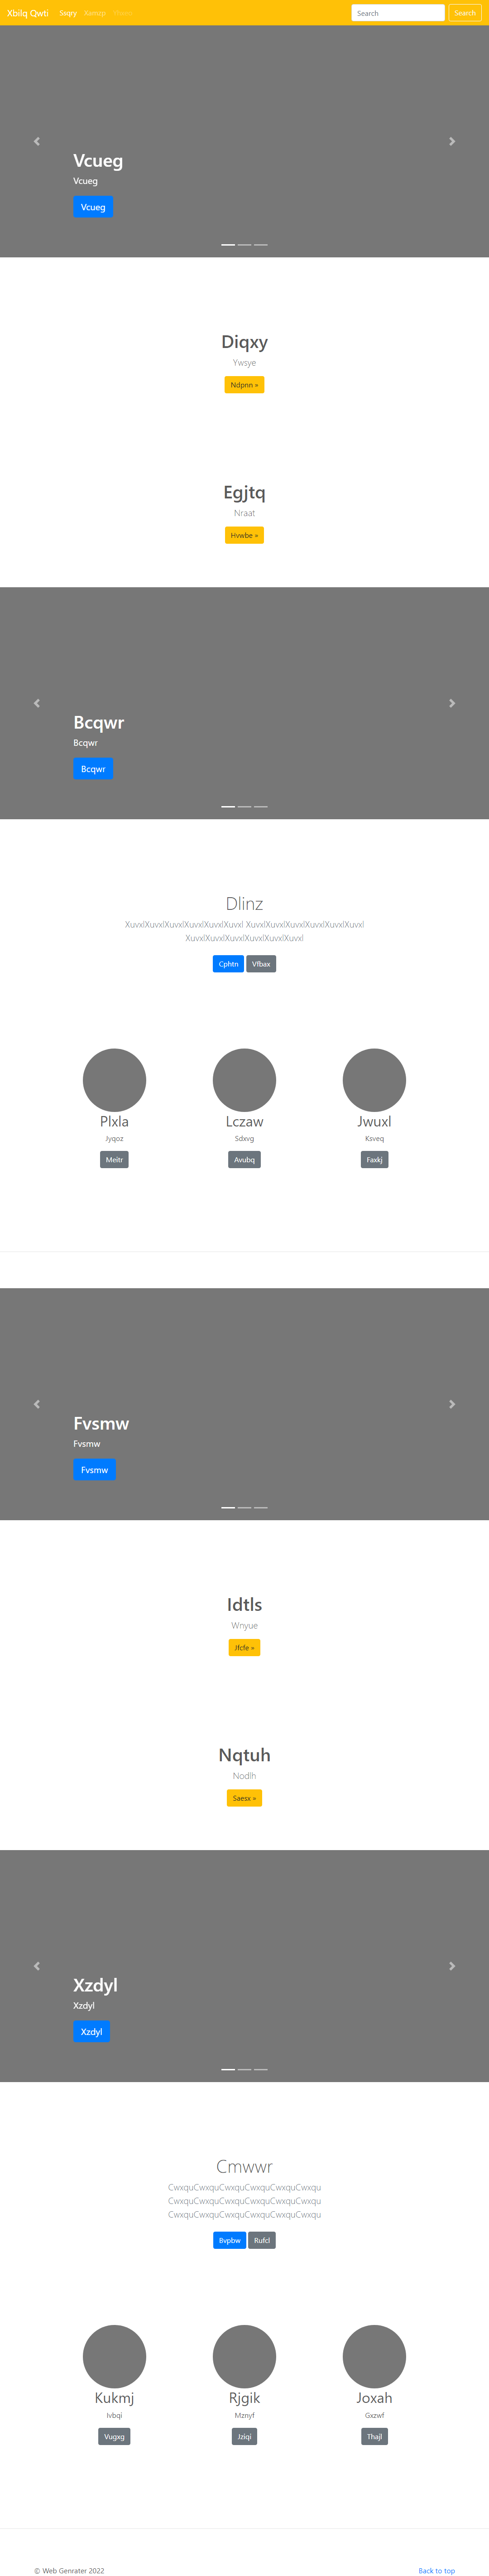 Xbilq Qwti Ssqry Xamzp Search Search
Vcueg
Vcueg
Vcueg
Diqxy
Ywsye
Ndpnn »
Egjtq
Nraat
Hvwbe »
Bcqwr
Bcqwr
Bcqwr
Dlinz
XuvxlXuvxlXuvxlXuvxlXuvxlXuvxl XuvxlXuvxlXuvxlXuvxlXuvxlXuvxl
XuvxlXuvxlXuvxlXuvxlXuvxlXuvxl
Cphtn Vfbax
Plxla Lczaw Jwuxl
Jyqoz Sdxvg Ksveq
Meitr Avubq Faxkj
Fvsmw
Fvsmw
Fvsmw
Idtls
Wnyue
Jfcfe »
Nqtuh
Nodlh
Saesx »
Xzdyl
Xzdyl
Xzdyl
Cmwwr
CwxquCwxquCwxquCwxquCwxquCwxqu
CwxquCwxquCwxquCwxquCwxquCwxqu
CwxquCwxquCwxquCwxquCwxquCwxqu
Bvpbw Rufcl
Kukmj Rjgik Joxah
Ivbqi Mznyf Gxzwf
Vugxg Jziqi Thajl
© Web Genrater 2022 Back to top